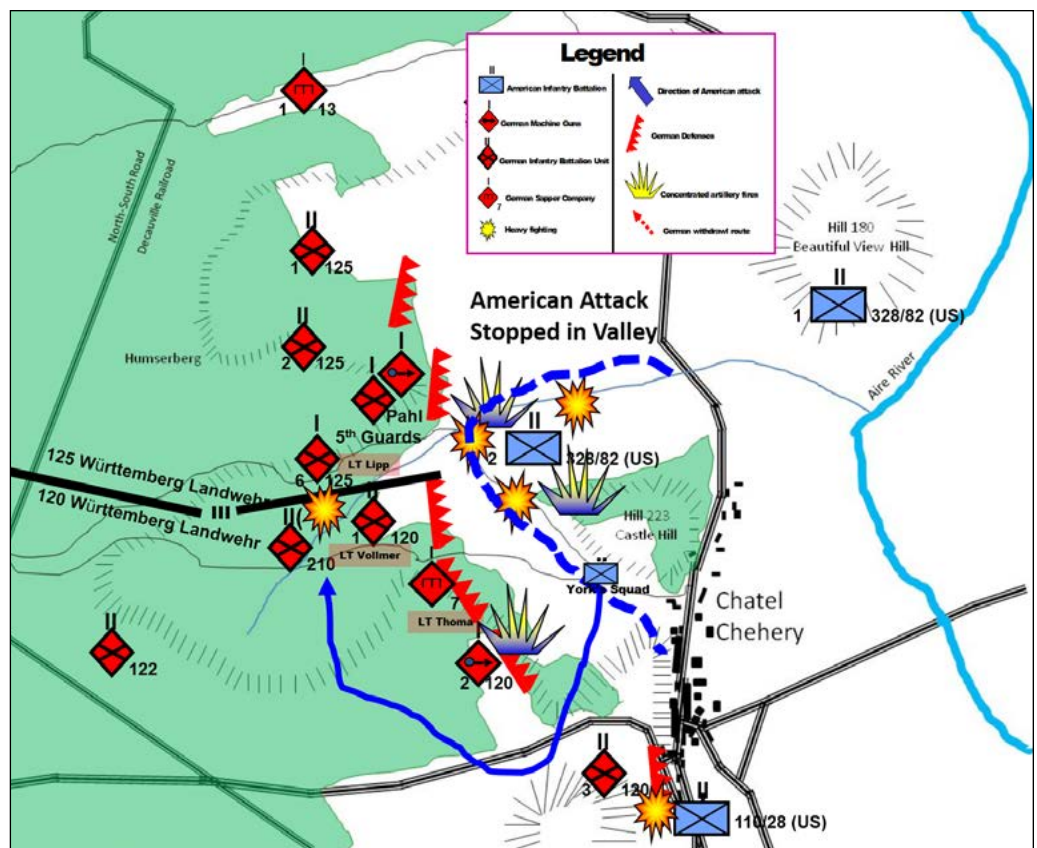 Legend
American Infantry Battalion
German Machine Guns
German Infantry Battalion Unit
German Sapper Company
7
Heavy fighting
Direction of American attack
German Defenses
Concentrated artillery fires
German withdrawl route
North-South Road
Decauville Railroad
1 13
1 125
2 125
Humserberg
American Attack
Stopped in Valley
Hill 180
Beautiful View Hill
1 328/82 (US)
Aire River
Pahl
5th Guards
LT Lipp
6 125
2 328/82 (US)
125 Württemberg Landwehr
III
120 Württemberg Landwehr
1 120
LT Vollmer
210
Hill 223
Castle Hill
York's Squad
7
LT Thoma
Chatel
Chehery
122
2 120
3 120
110/28 (US)